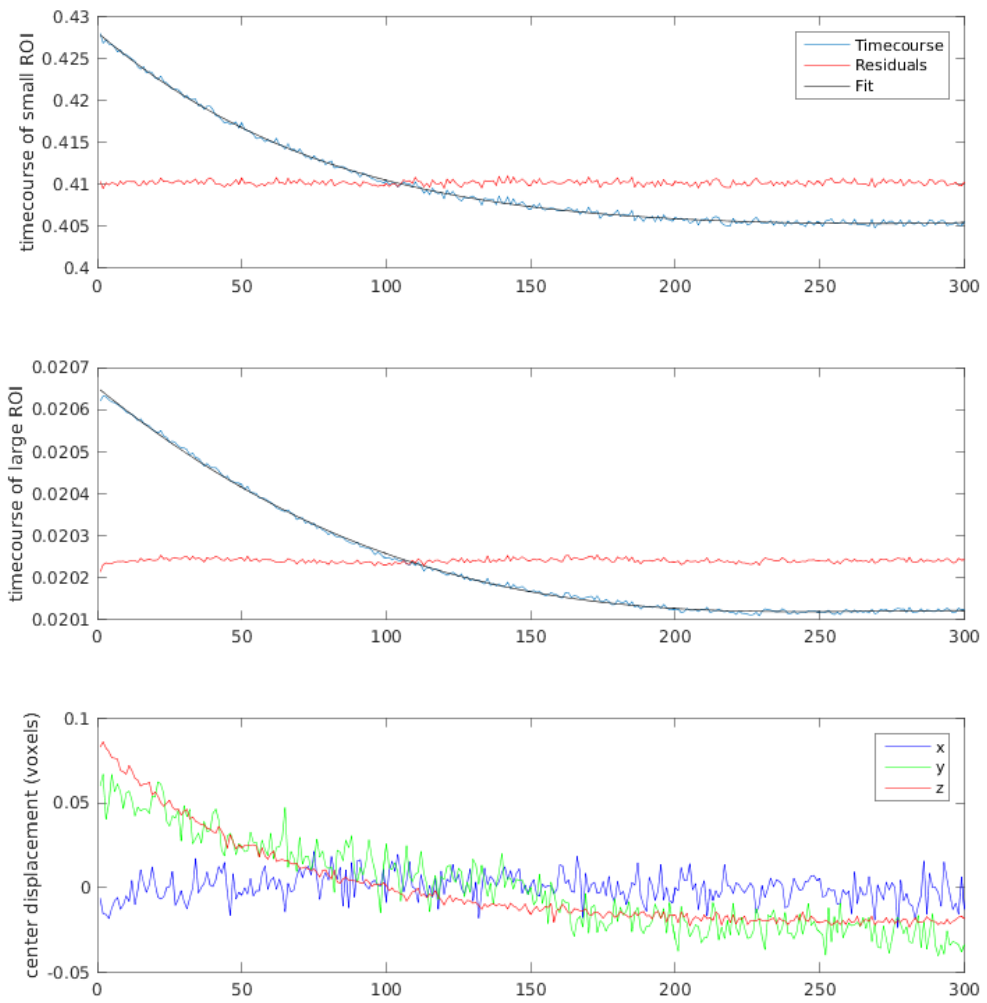 timecourse of small ROI
0.43
0.425
0.42
0.415
0.41
0.405
0.4
0 50 100 150 200 250 300
Timecourse
Residuals
Fit
timecourse of large ROI
0.0207
0.0206
0.0205
0.0204
0.0203
0.0202
0.0201
0 50 100 150 200 250 300
center displacement (voxels)
0.1
0.05
0
-0.05
0 50 100 150 200 250 300
x
y
z